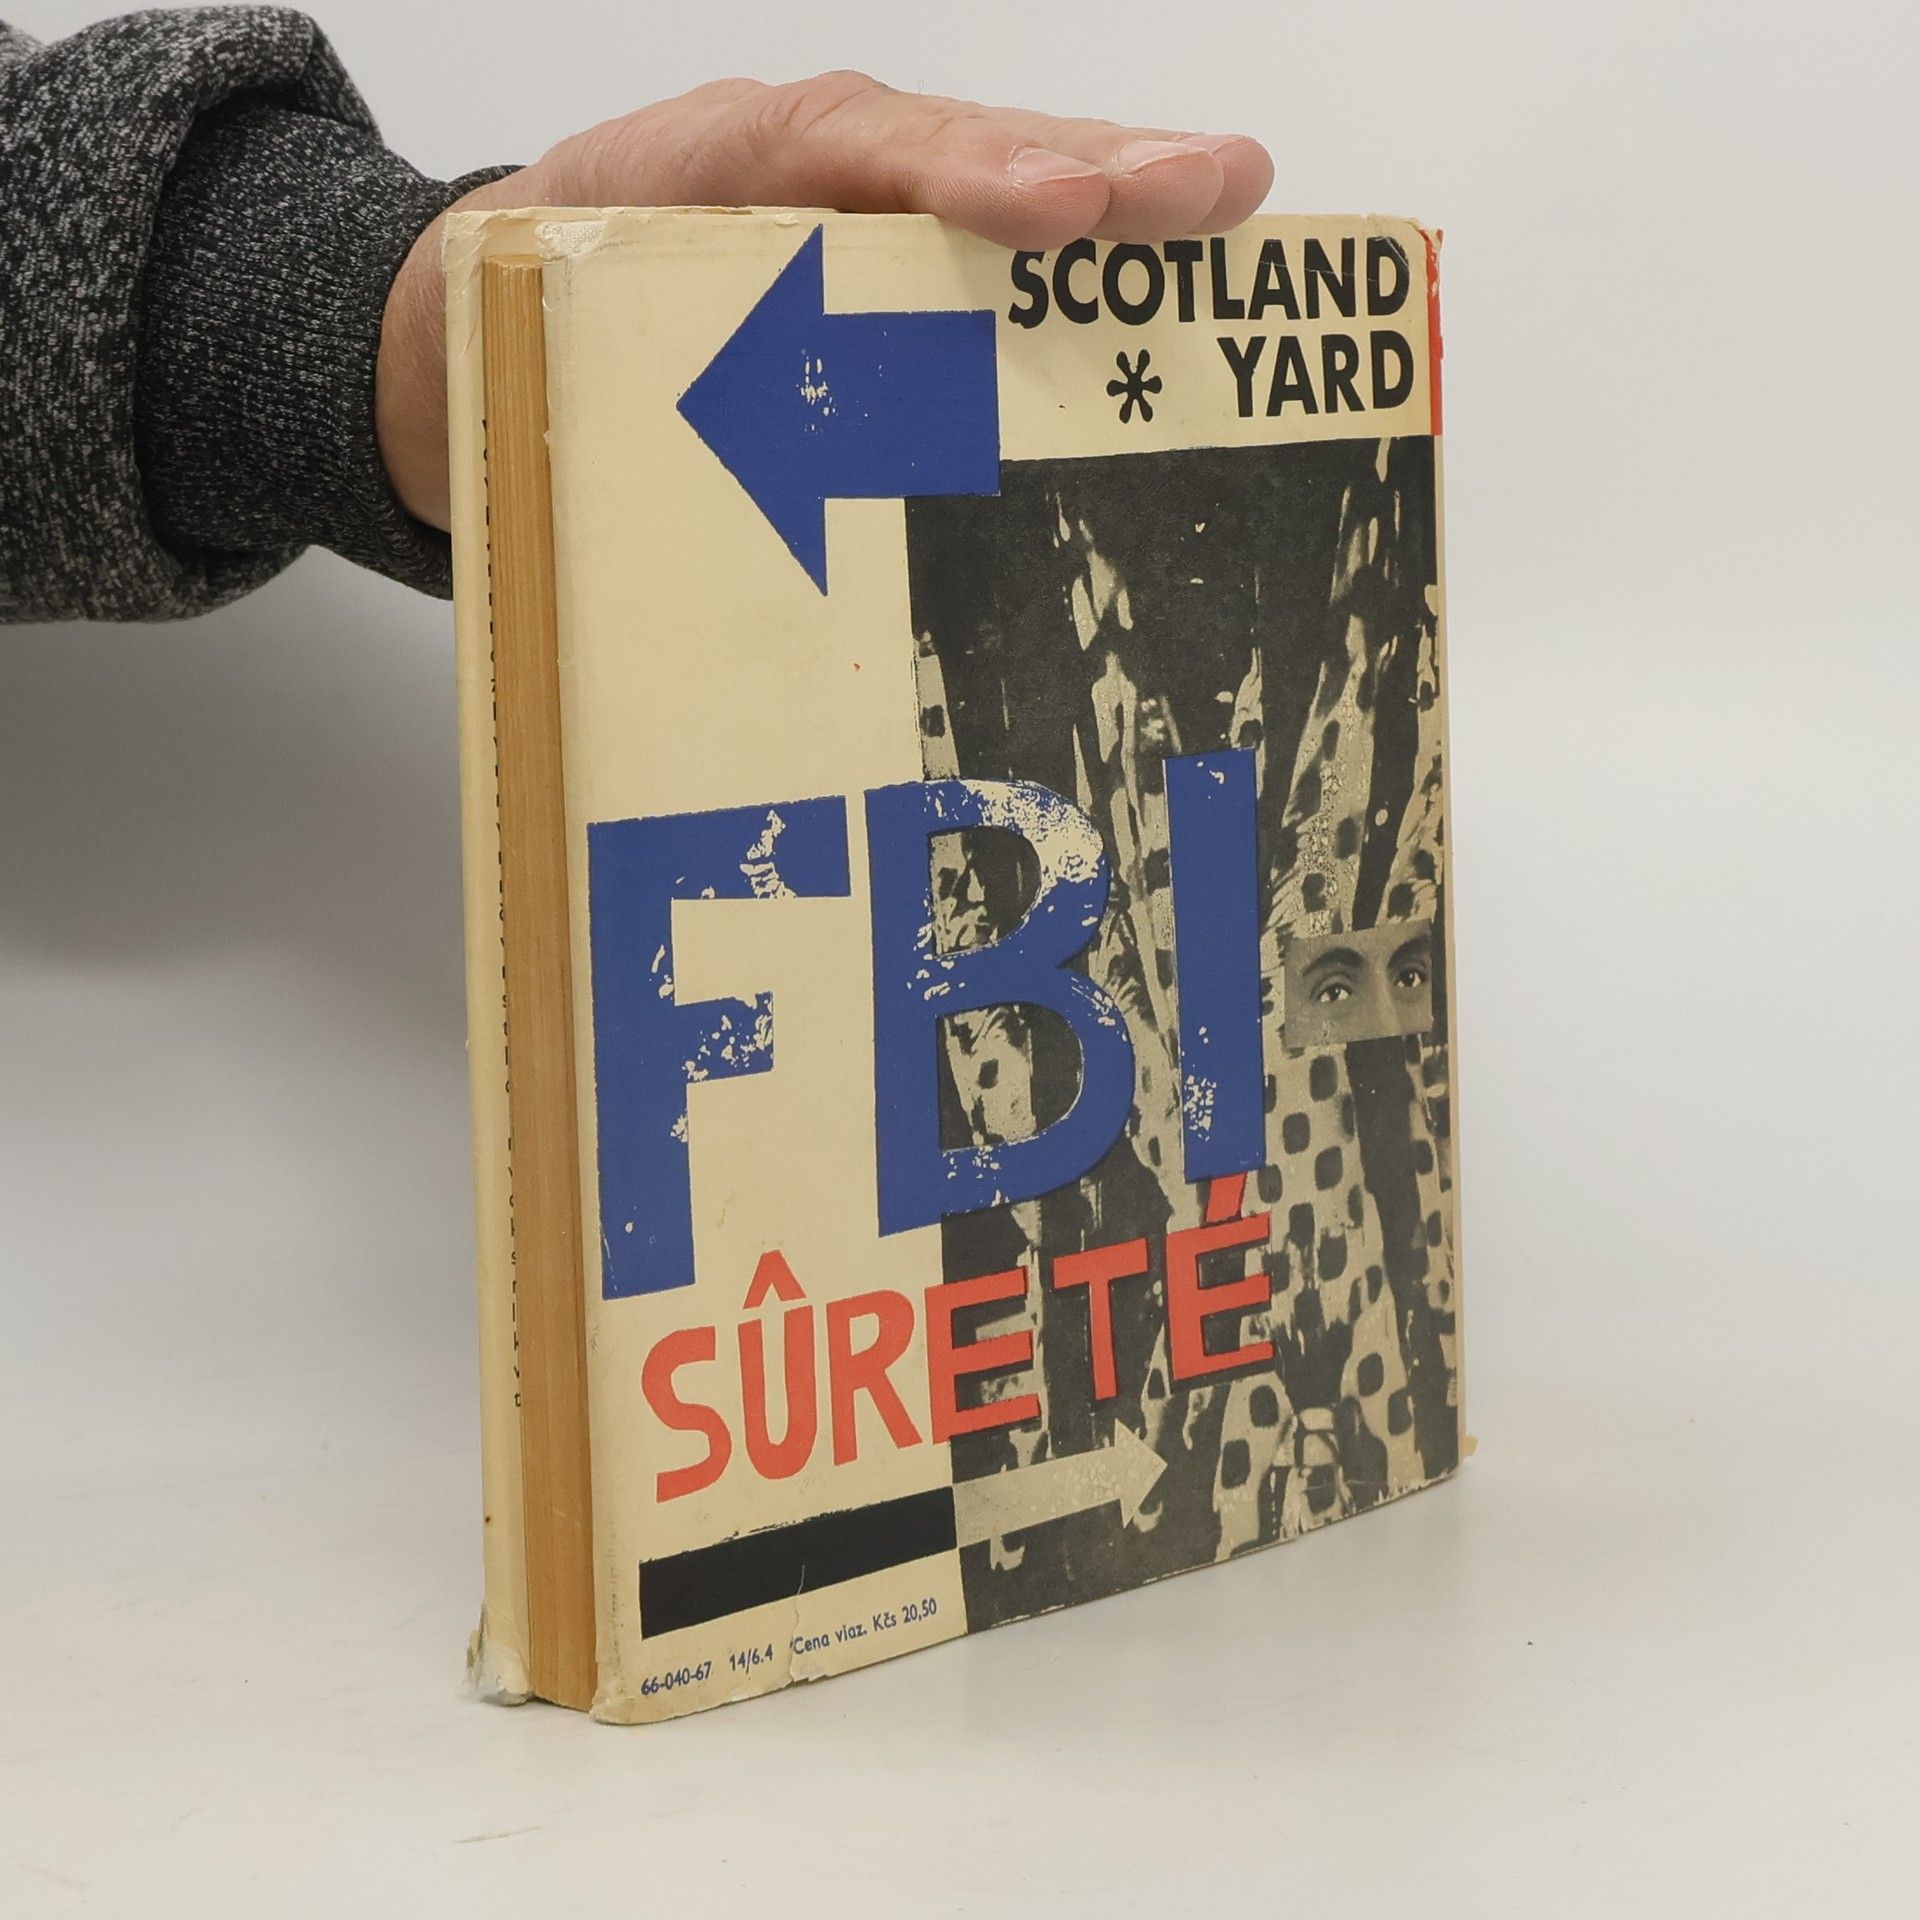 SCOTLAND
* YARD
FBI
SÛRETÉ
66-040-67 14/6.4 Cena viaz. Kčs 20,50